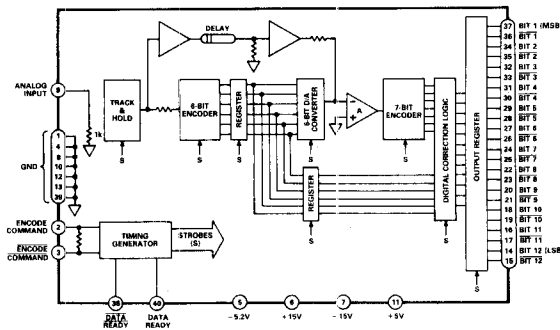 DELAY
ANALOG
INPUT
9
1k
TRACK
&
HOLD
S
6-BIT
ENCODER
S
REGISTER
S
6-BIT D/A
CONVERTER
S
−
+
A
7-BIT
ENCODER
S
REGISTER
S
DIGITAL CORRECTION LOGIC
S
OUTPUT REGISTER
S
GND
1
4
8
10
12
13
39
ENCODE
COMMAND
2
ENCODE
COMMAND
3
TIMING
GENERATOR
STROBES
(S)
38
DATA
READY
40
DATA
READY
5
−5.2V
6
+15V
7
−15V
11
+5V
37 BIT 1 (MSB)
36 BIT 1
34 BIT 2
35 BIT 2
32 BIT 3
33 BIT 3
31 BIT 4
30 BIT 4
29 BIT 5
28 BIT 5
27 BIT 6
26 BIT 6
24 BIT 7
25 BIT 7
22 BIT 8
23 BIT 8
20 BIT 9
21 BIT 9
18 BIT 10
19 BIT 10
16 BIT 11
17 BIT 11
14 BIT 12 (LSB
15 BIT 12